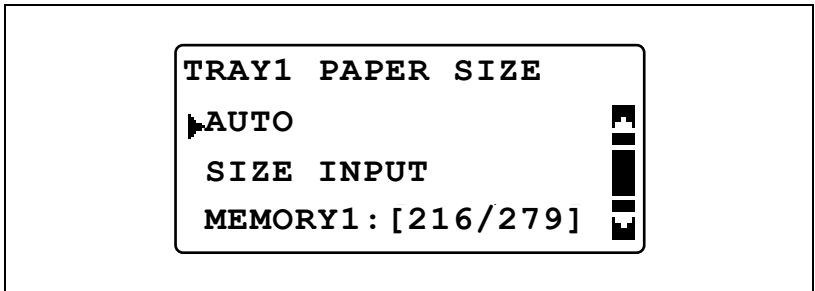 TRAY1 PAPER SIZE
AUTO
SIZE INPUT
MEMORY1:[216/279]